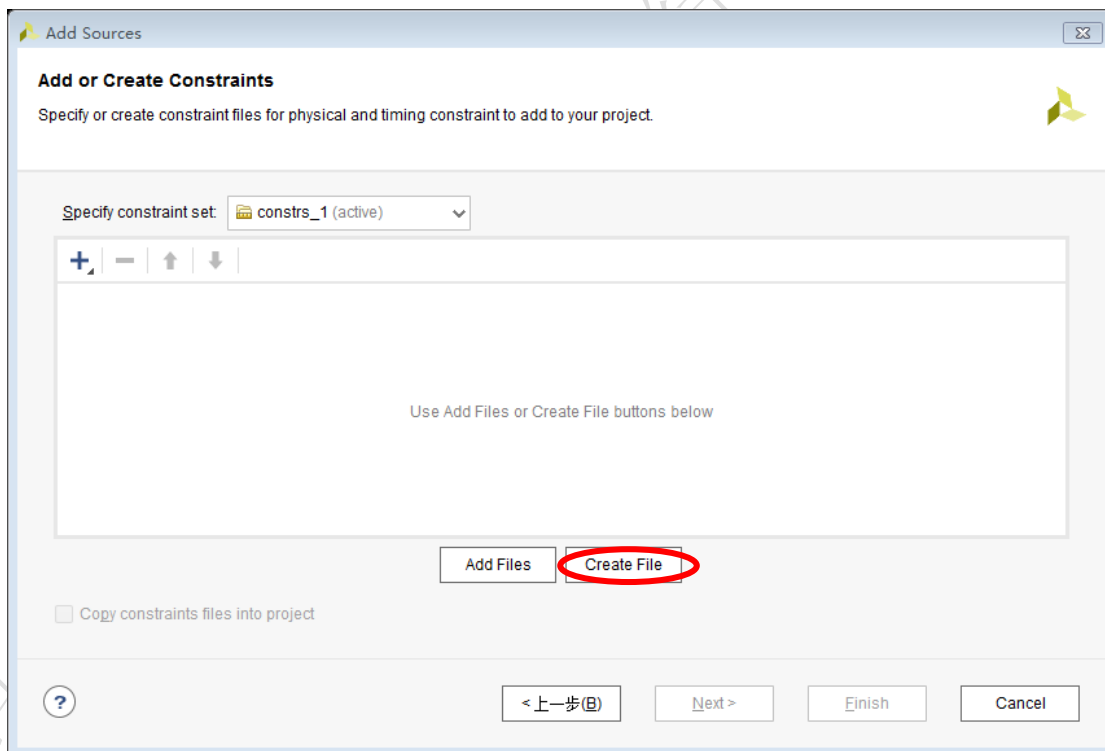 Add Sources
Add or Create Constraints
Specify or create constraint files for physical and timing constraint to add to your project.
Specify constraint set: constrs_1 (active)
Use Add Files or Create File buttons below
Add Files Create File
Copy constraints files into project
? <上一步(B) Next > Finish Cancel